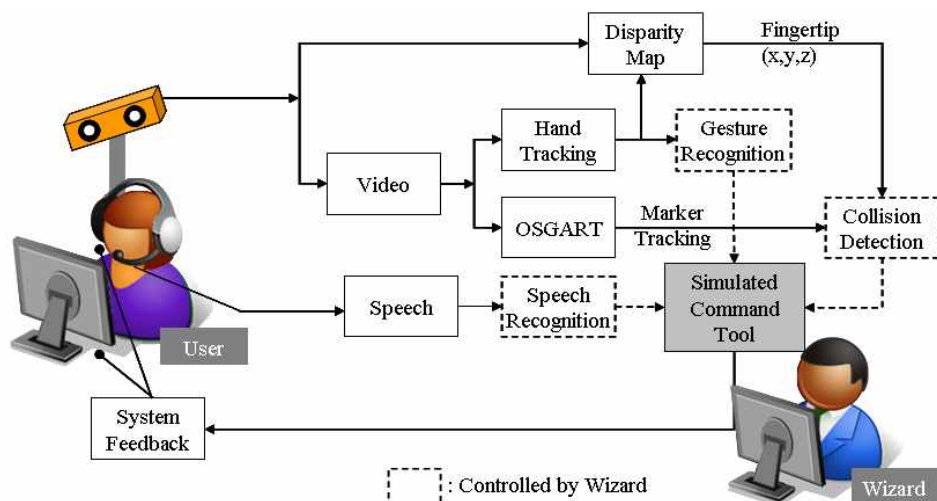 Disparity
Map
Fingertip
(x,y,z)
Hand
Tracking
Gesture
Recognition
Video
OSGART
Marker
Tracking
Collision
Detection
Speech
Speech
Recognition
Simulated
Command
Tool
User
System
Feedback
: Controlled by Wizard
Wizard